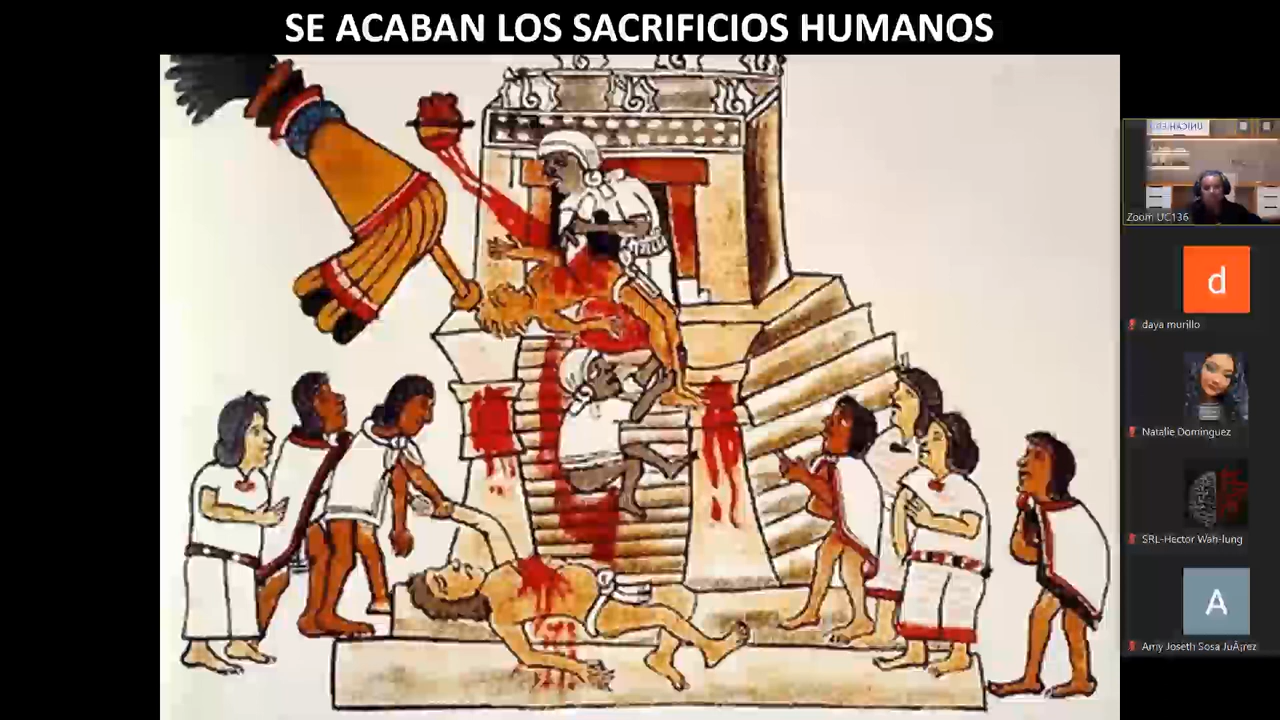 SE ACABAN LOS SACRIFICIOS HUMANOS
Zoom UC136
d
daya murillo
Natalie Dominguez
SRL-Hector Wah-lung
A
Amy Joseth Sosa JuÃ¡rez